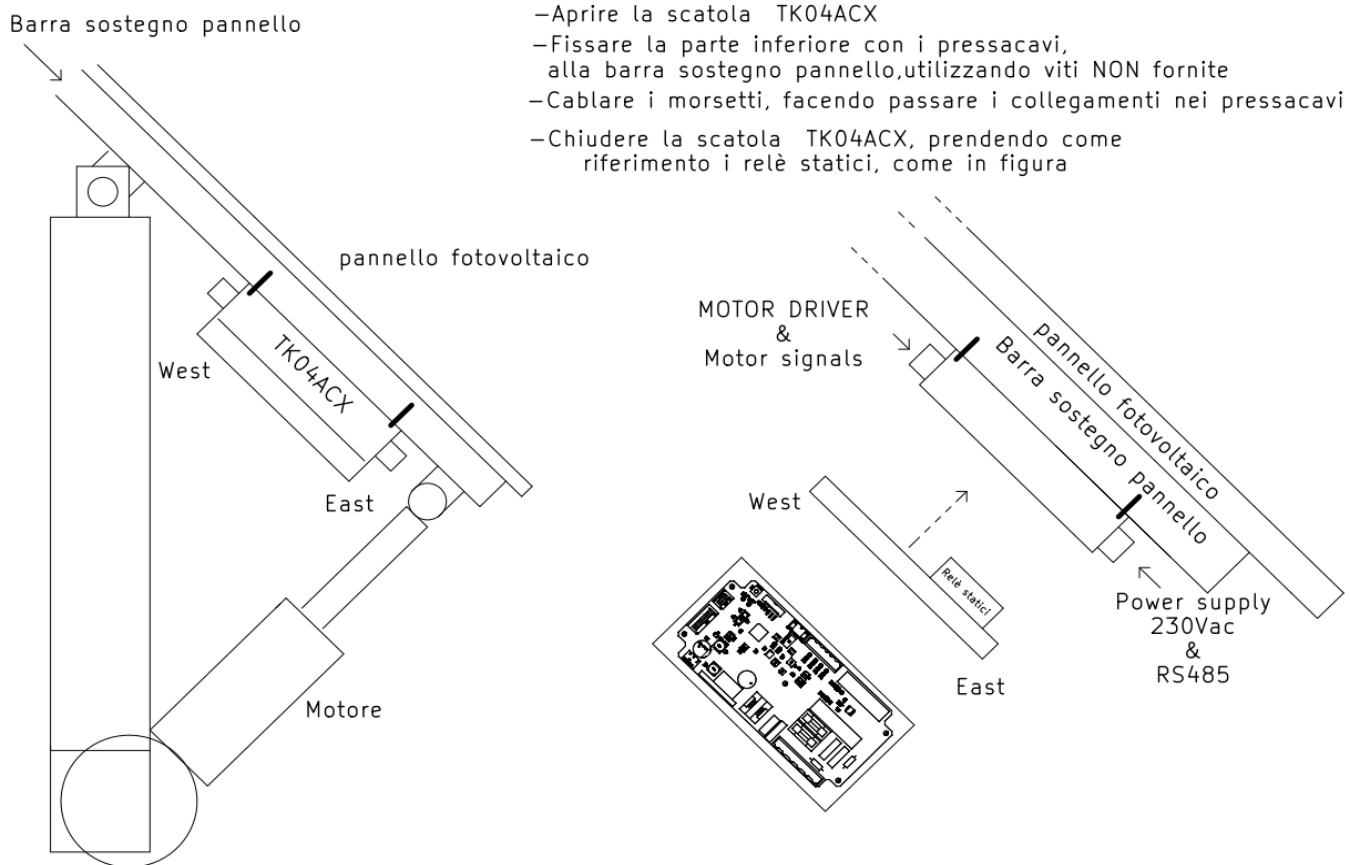 Barra sostegno pannello
–Aprire la scatola TK04ACX
–Fissare la parte inferiore con i pressacavi,
alla barra sostegno pannello,utilizzando viti NON fornite
–Cablare i morsetti, facendo passare i collegamenti nei pressacavi
–Chiudere la scatola TK04ACX, prendendo come
riferimento i relè statici, come in figura
pannello fotovoltaico
West
TK04ACX
East
Motore
MOTOR DRIVER
&
Motor signals
pannello fotovoltaico
Barra sostegno pannello
West
Relè statici
East
Power supply
230Vac
&
RS485